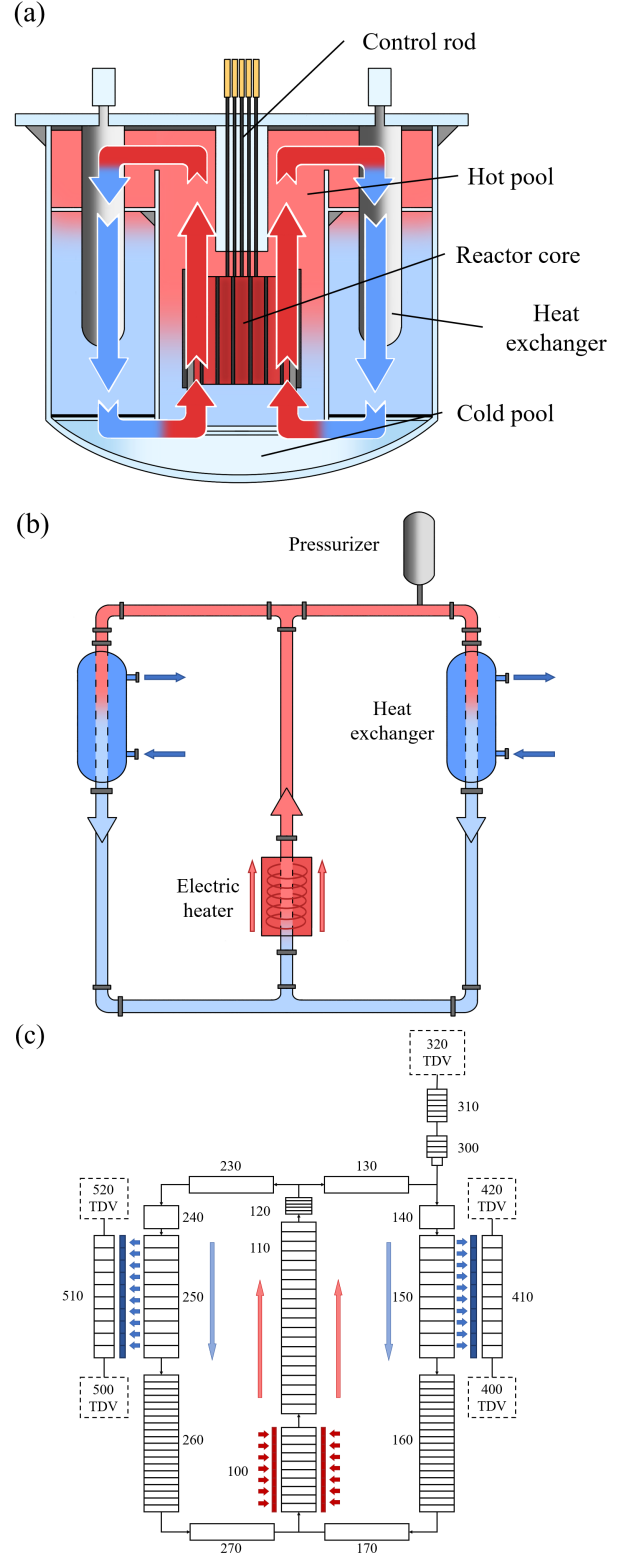 (a)
Control rod
Hot pool
Reactor core
Heat
exchanger
Cold pool
(b)
Pressurizer
Heat
exchanger
Electric
heater
(c)
320
TDV
310
300
230
130
520
TDV
420
TDV
120
240
140
110
510
250
150
410
500
TDV
400
TDV
260
160
100
270
170